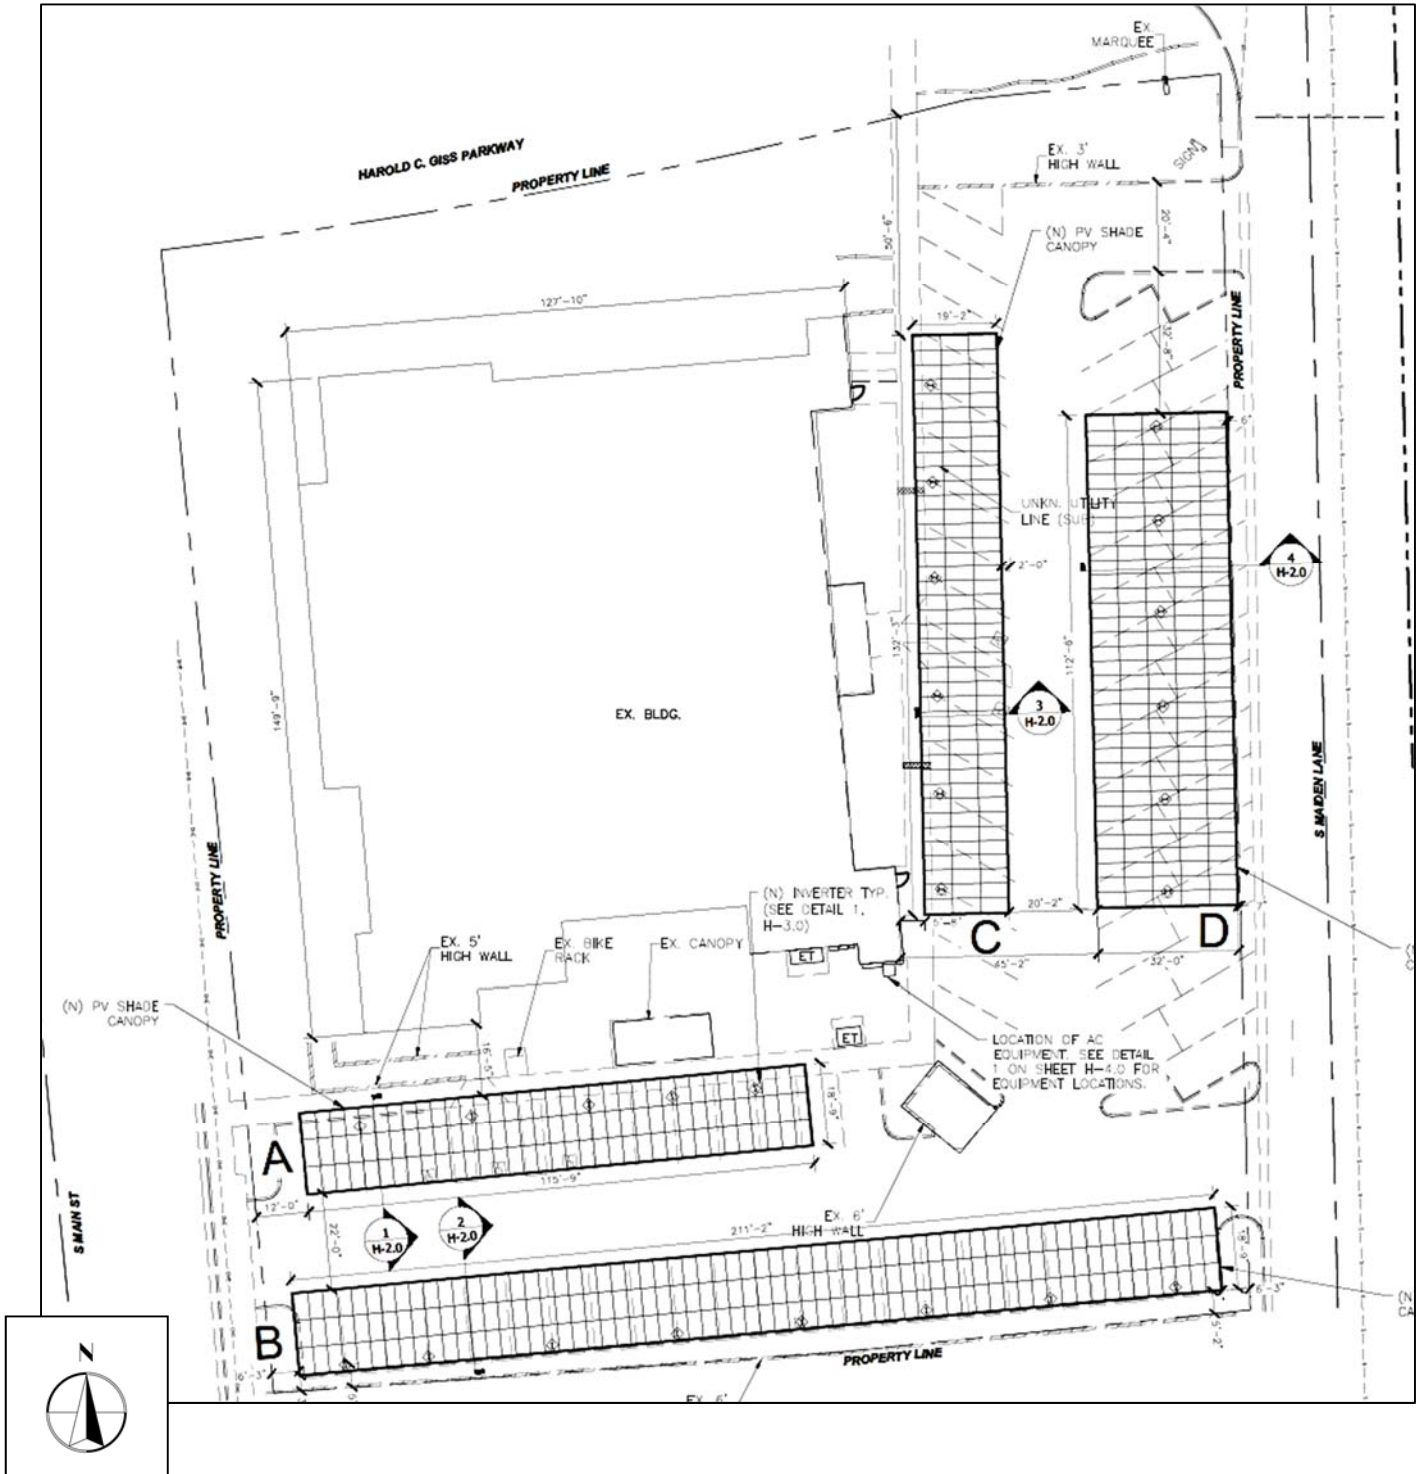 EX.
MARQUEE
HAROLD C. GISS PARKWAY
PROPERTY LINE
EX. 3'
HIGH WALL
SIGN
20'-4"
50'-6"
(N) PV SHADE
CANOPY
127'-10"
PROPERTY LINE
19'-2"
32'-8"
UNKN. UTILITY
LINE (SUB)
2'-0"
4
H-2.0
112'-6"
149'-9"
EX. BLDG.
3
H-2.0
S MAIDEN LANE
PROPERTY LINE
(N) INVERTER TYP.
(SEE DETAIL 1,
H-3.0)
20'-2"
5'-8"
C
D
EX. 5'
HIGH WALL
EX. BIKE
RACK
EX. CANOPY
ET
45'-2"
32'-0"
(N) PV SHADE
CANOPY
ET
LOCATION OF AC
EQUIPMENT. SEE DETAIL
1 ON SHEET H-4.0 FOR
EQUIPMENT LOCATIONS.
16'-5"
18'-9"
A
115'-9"
12'-0"
S MAIN ST
22'-0"
1
H-2.0
2
H-2.0
211'-2"
EX. 6'
HIGH WALL
18'-9"
6'-3"
(N
CA
B
5'-2"
6'-3"
PROPERTY LINE
EX. 6'
N